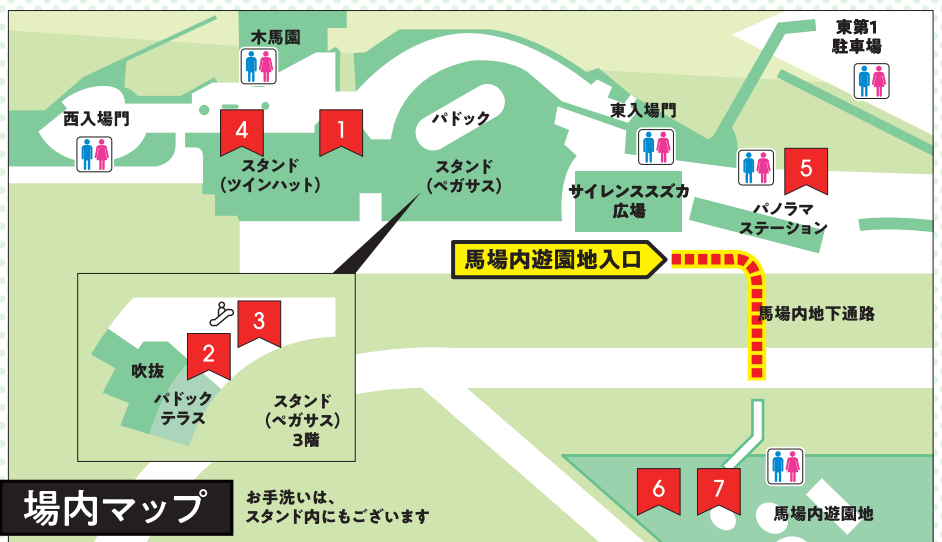 木馬園
東第1
駐車場
西入場門
4
1
パドック
東入場門
スタンド
(ツインハット)
スタンド
(ペガサス)
5
サイレンススズカ
広場
パノラマ
ステーション
馬場内遊園地入口
馬場内地下通路
3
2
吹抜
パドック
テラス
スタンド
(ペガサス)
3階
6
7
馬場内遊園地
場内マップ
お手洗いは、
スタンド内にもございます